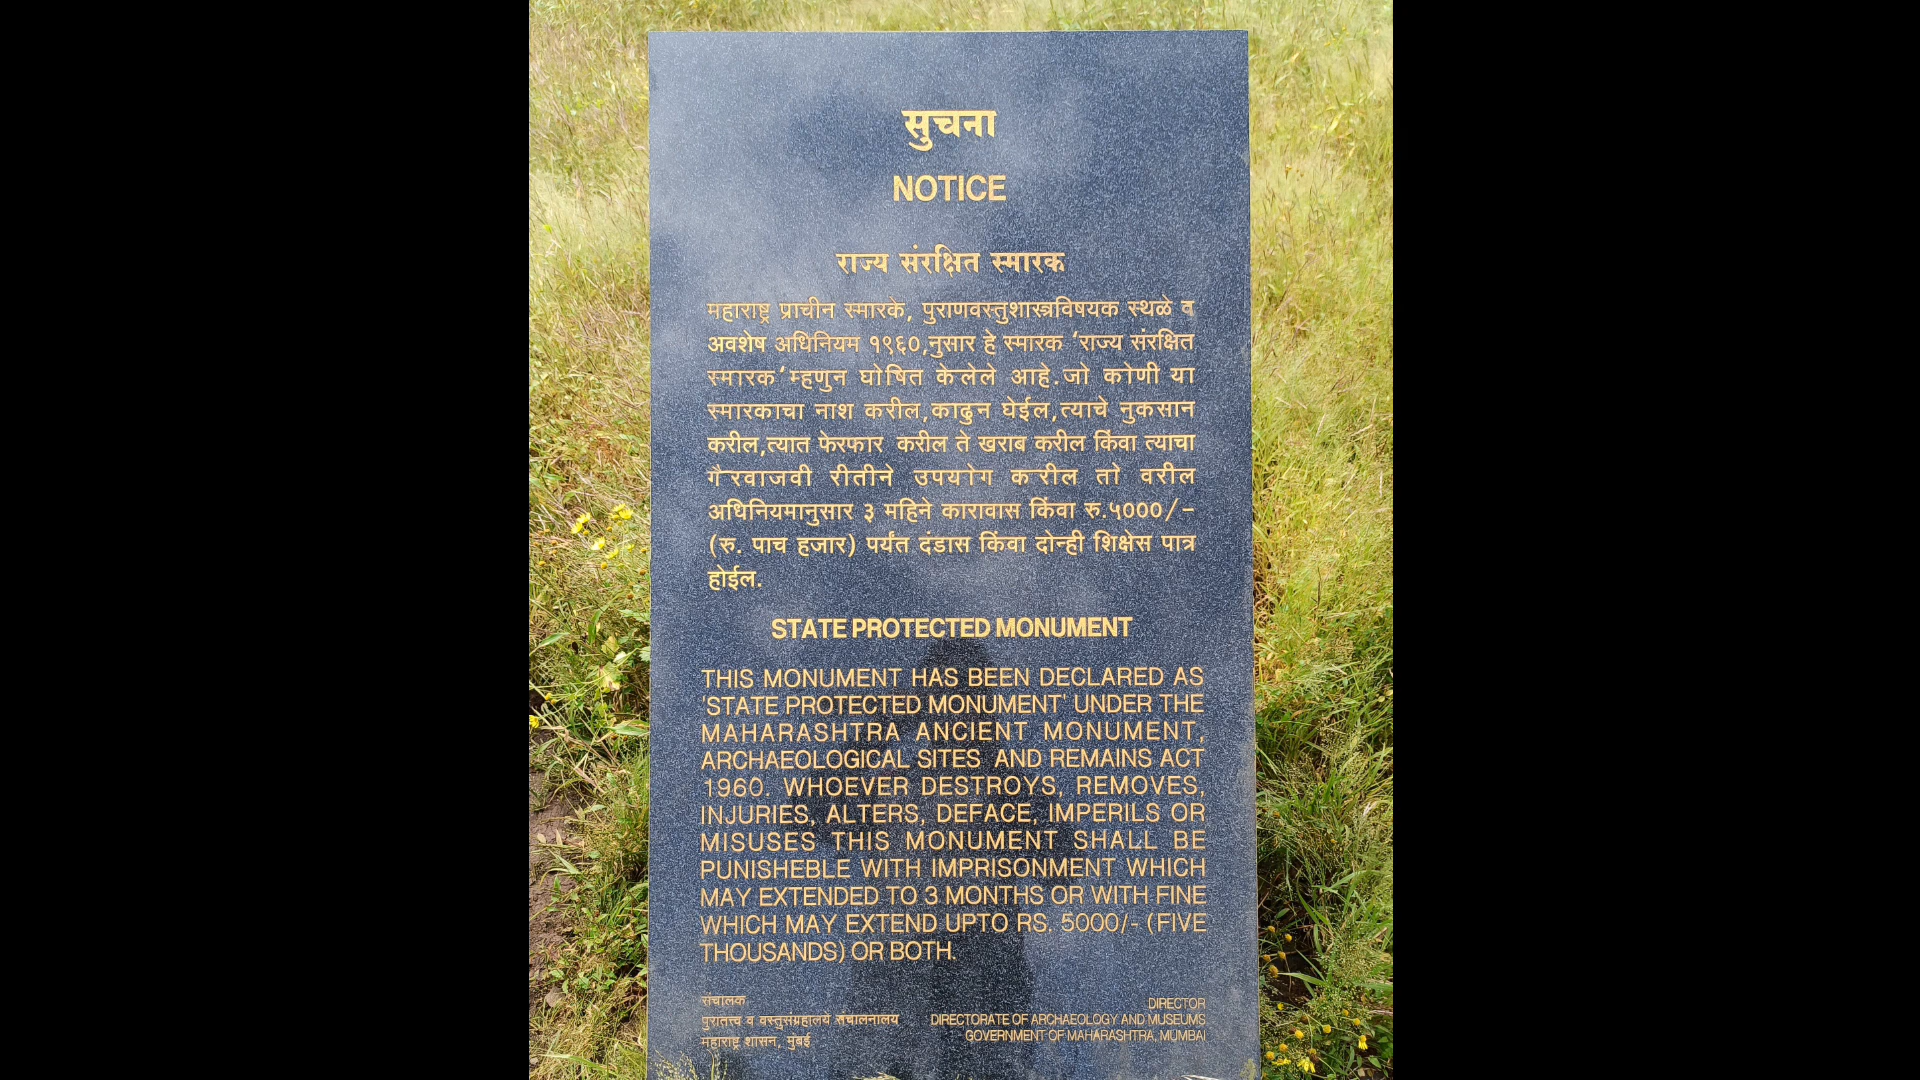 सुचना
NOTICE
राज्य संरक्षित स्मारक
महाराष्ट्र प्राचीन स्मारके, पुराणवस्तुशास्त्रविषयक स्थळे व
अवशेष अधिनियम १९६०,नुसार हे स्मारक 'राज्य संरक्षित
स्मारक'म्हणुन घोषित केलेले आहे.जो कोणी या
स्मारकाचा नाश करील,काढुन घेईल,त्याचे नुकसान
करील,त्यात फेरफार करील ते खराब करील किंवा त्याचा
गैरवाजवी रीतीने उपयोग करील तो वरील
अधिनियमानुसार ३ महिने कारावास किंवा रु.५०००/-
(रु. पाच हजार) पर्यंत दंडास किंवा दोन्ही शिक्षेस पात्र
होईल.
STATE PROTECTED MONUMENT
THIS MONUMENT HAS BEEN DECLARED AS
'STATE PROTECTED MONUMENT' UNDER THE
MAHARASHTRA ANCIENT MONUMENT,
ARCHAEOLOGICAL SITES AND REMAINS ACT
1960. WHOEVER DESTROYS, REMOVES,
INJURIES, ALTERS, DEFACE, IMPERILS OR
MISUSES THIS MONUMENT SHALL BE
PUNISHEBLE WITH IMPRISONMENT WHICH
MAY EXTENDED TO 3 MONTHS OR WITH FINE
WHICH MAY EXTEND UPTO RS. 5000/- (FIVE
THOUSANDS) OR BOTH.
संचालक
पुरातत्त्व व वस्तुसंग्रहालये संचालनालय
महाराष्ट्र शासन, मुंबई
DIRECTOR
DIRECTORATE OF ARCHAEOLOGY AND MUSEUMS
GOVERNMENT OF MAHARASHTRA, MUMBAI